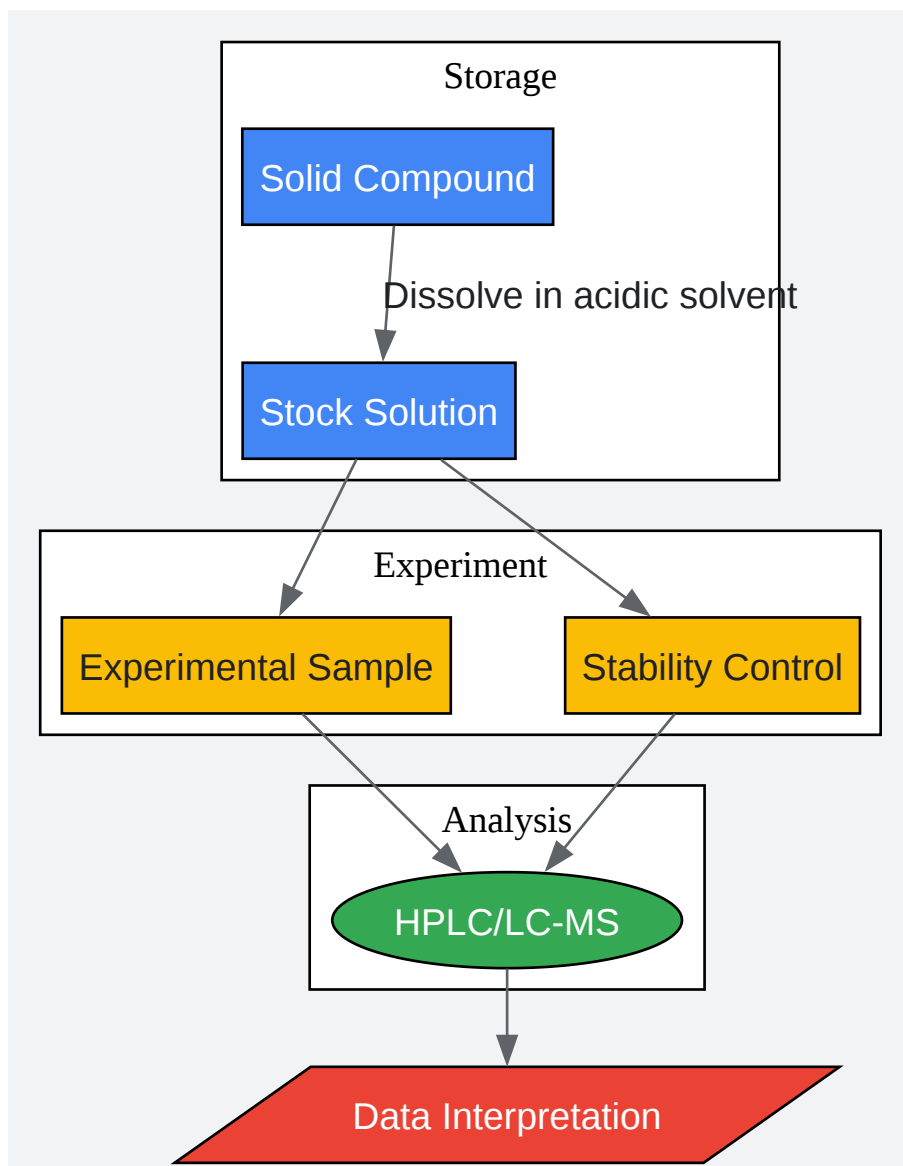 Storage
Solid Compound
Dissolve in acidic solvent
Stock Solution
Experiment
Experimental Sample
Stability Control
Analysis
HPLC/LC-MS
Data Interpretation